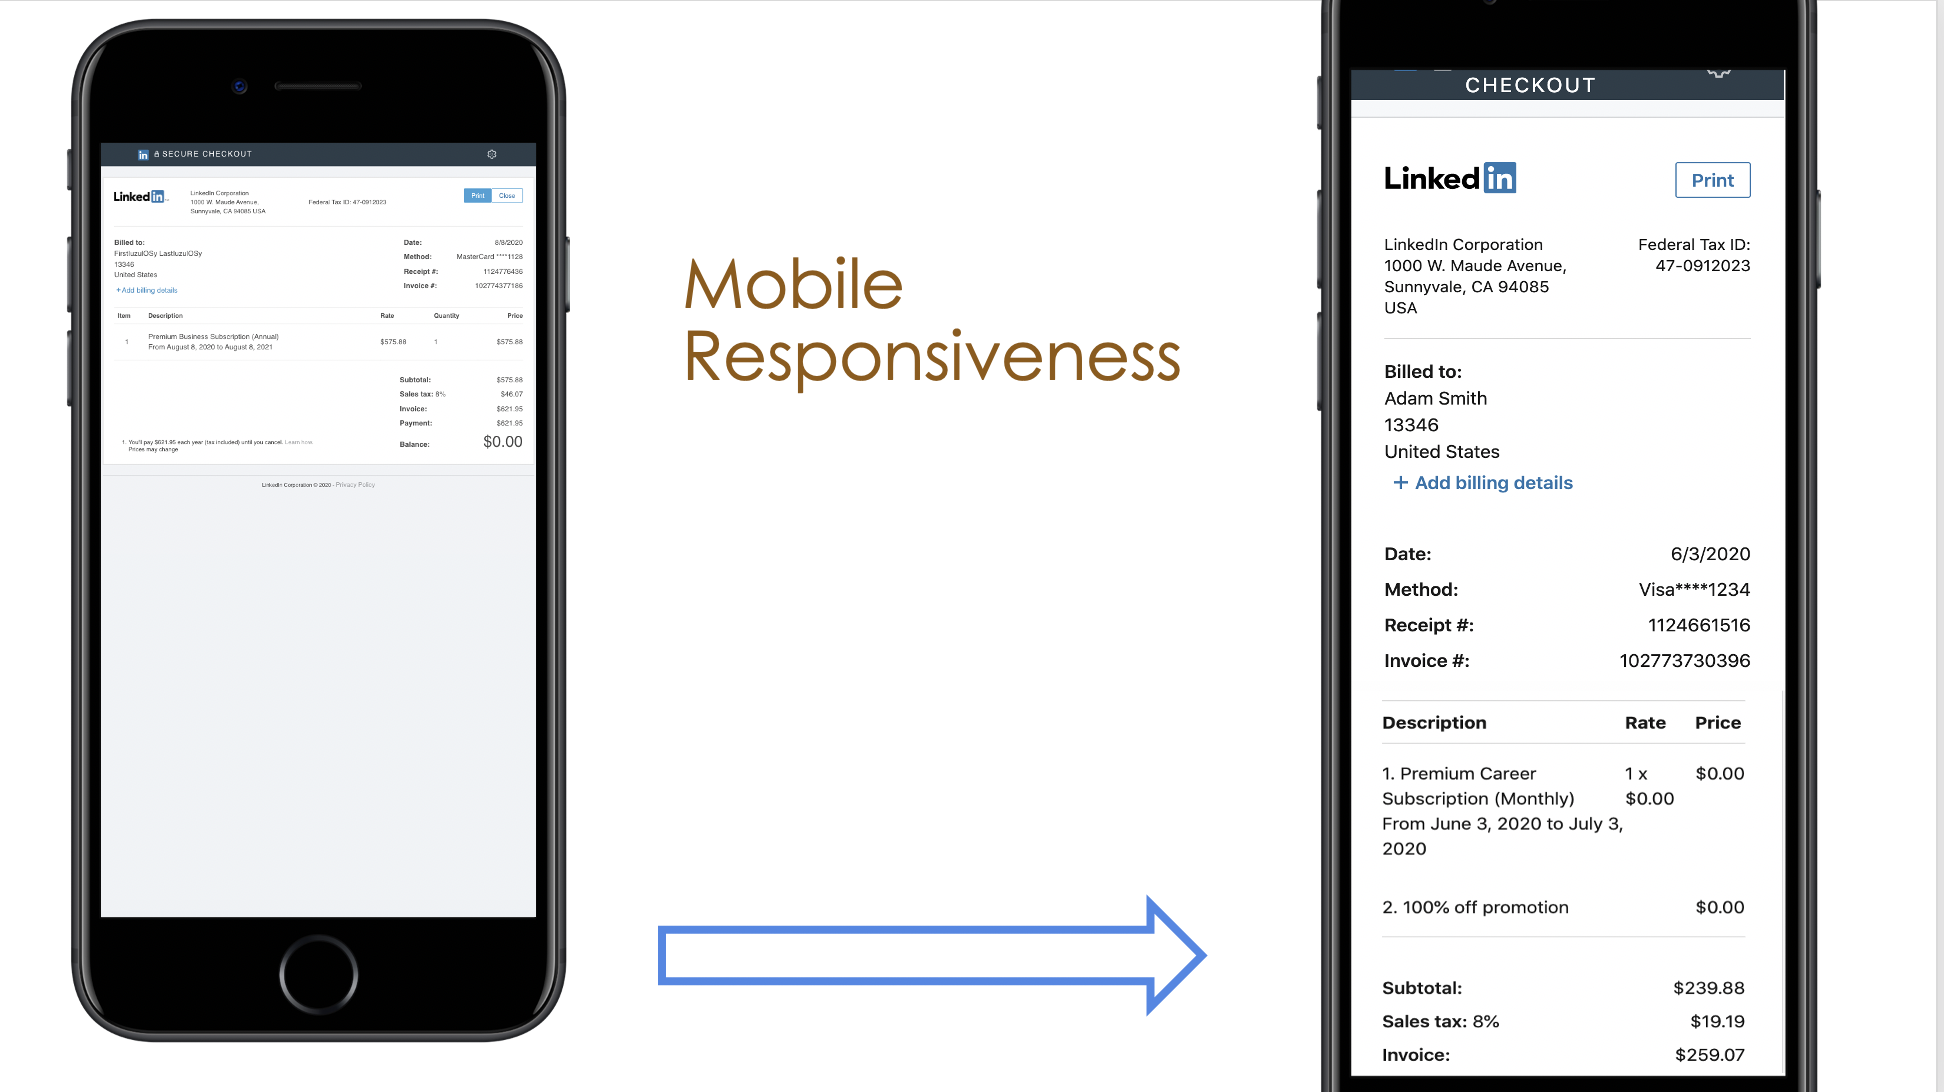 in SECURE CHECKOUT
Linked in
LinkedIn Corporation
1000 W. Maude Avenue,
Sunnyvale, CA 94085 USA
Federal Tax ID: 47-0912023
Print Close
Billed to:
FirstluzulOSy LastluzulOSy
13346
United States
+ Add billing details
Date: 8/8/2020
Method: MasterCard ****1128
Receipt #: 1124776436
Invoice #: 102774377186
Item Description Rate Quantity Price
1 Premium Business Subscription (Annual) $575.88 1 $575.88
From August 8, 2020 to August 8, 2021
Subtotal: $575.88
Sales tax: 8% $46.07
Invoice: $621.95
Payment: $621.95
Balance: $0.00
1. You'll pay $621.95 each year (tax included) until you cancel. Learn how.
Prices may change
LinkedIn Corporation © 2020 - Privacy Policy
Mobile
Responsiveness
CHECKOUT
Linked in
Print
LinkedIn Corporation
1000 W. Maude Avenue,
Sunnyvale, CA 94085
USA
Federal Tax ID:
47-0912023
Billed to:
Adam Smith
13346
United States
+ Add billing details
Date: 6/3/2020
Method: Visa****1234
Receipt #: 1124661516
Invoice #: 102773730396
Description Rate Price
1. Premium Career 1 x $0.00
Subscription (Monthly) $0.00
From June 3, 2020 to July 3,
2020
2. 100% off promotion $0.00
Subtotal: $239.88
Sales tax: 8% $19.19
Invoice: $259.07